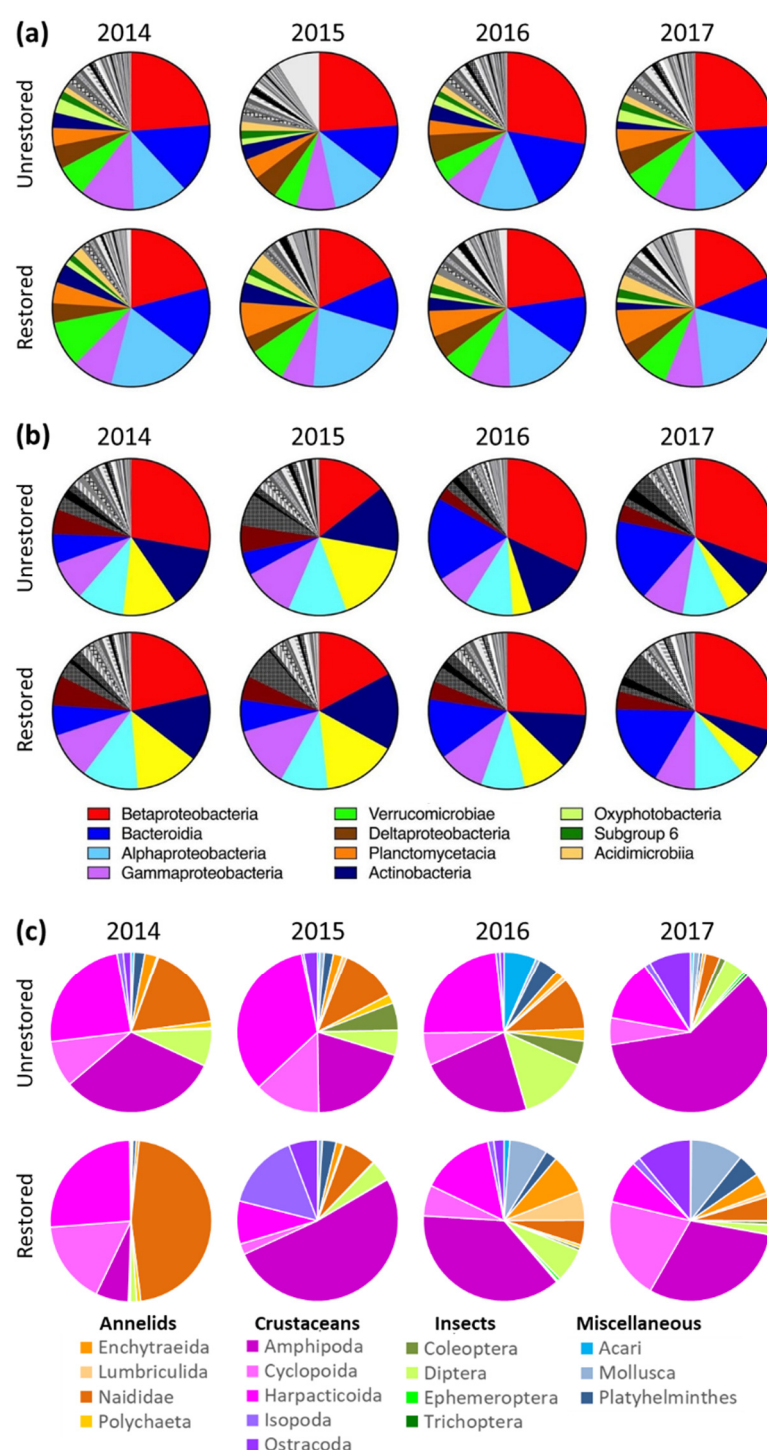 (a)
2014 2015 2016 2017
Unrestored
Restored
(b)
2014 2015 2016 2017
Unrestored
Restored
Betaproteobacteria Verrucomicrobiae Oxyphotobacteria
Bacteroidia Deltaproteobacteria Subgroup 6
Alphaproteobacteria Planctomycetacia Acidimicrobiia
Gammaproteobacteria Actinobacteria
(c)
2014 2015 2016 2017
Unrestored
Restored
Annelids Crustaceans Insects Miscellaneous
Enchytraeida Amphipoda Coleoptera Acari
Lumbriculida Cyclopoida Diptera Mollusca
Naididae Harpacticoida Ephemeroptera Platyhelminthes
Polychaeta Isopoda Trichoptera
Ostracoda